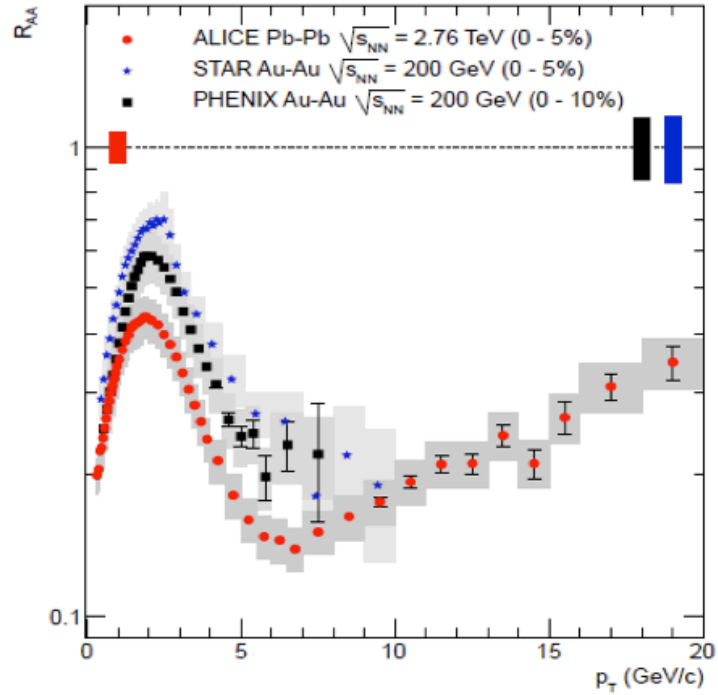 R_AA
ALICE Pb-Pb √s_NN = 2.76 TeV (0 - 5%)
STAR Au-Au √s_NN = 200 GeV (0 - 5%)
PHENIX Au-Au √s_NN = 200 GeV (0 - 10%)
1
0.1
0 5 10 15 20
p_T (GeV/c)